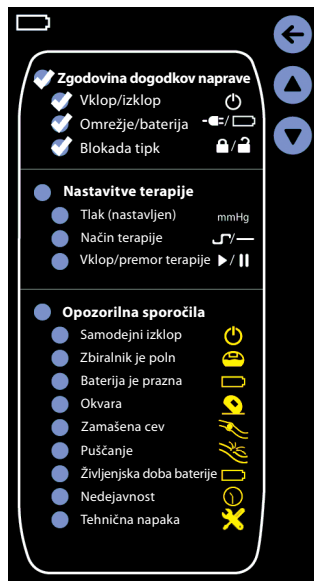 Zgodovina dogodkov naprave
Vklop/izklop
Omrežje/baterija
Blokada tipk
Nastavitve terapije
Tlak (nastavljen) mmHg
Način terapije
Vklop/premor terapije
Opozorilna sporočila
Samodejni izklop
Zbiralnik je poln
Baterija je prazna
Okvara
Zamašena cev
Puščanje
Življenjska doba baterije
Nedejavnost
Tehnična napaka